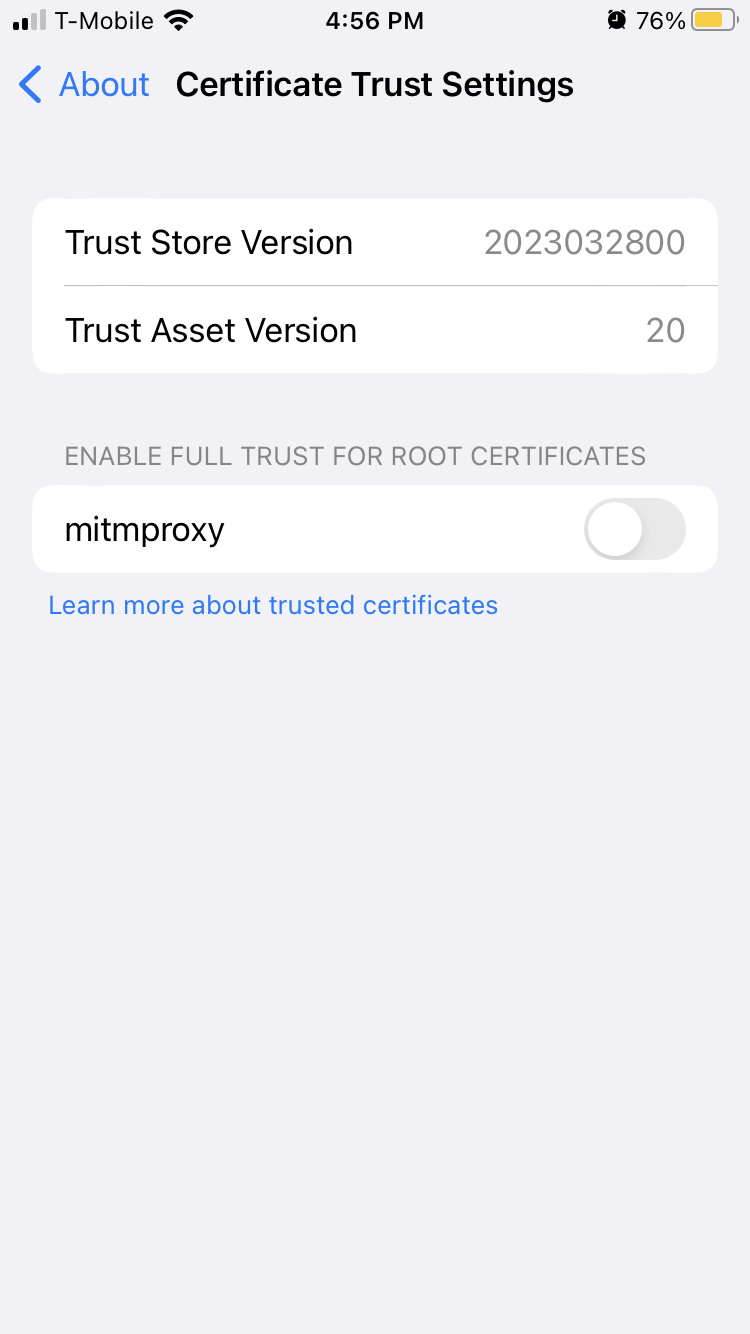 T-Mobile 4:56 PM 76%
About Certificate Trust Settings
Trust Store Version 2023032800
Trust Asset Version 20
ENABLE FULL TRUST FOR ROOT CERTIFICATES
mitmproxy
Learn more about trusted certificates